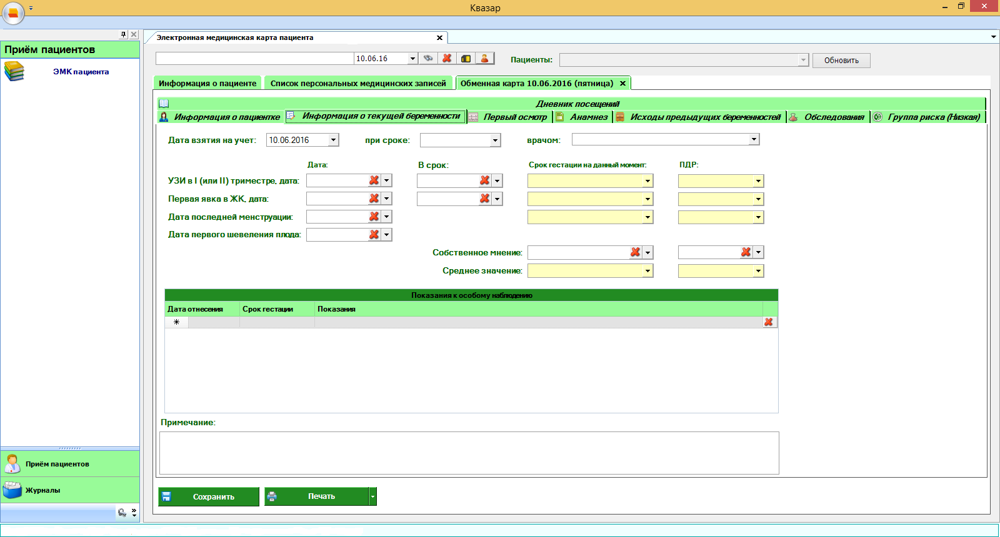 Квазар
Электронная медицинская карта пациента
Приём пациентов
ЭМК пациента
10.06.16
Пациенты:
Обновить
Информация о пациенте
Список персональных медицинских записей
Обменная карта 10.06.2016 (пятница)
Дневник посещений
Информация о пациентке
Информация о текущей беременности
Первый осмотр
Анамнез
Исходы предыдущих беременностей
Обследования
Группа риска (Низкая)
Дата взятия на учет: 10.06.2016 при сроке: врачом:
Дата: В срок: Срок гестации на данный момент: ПДР:
УЗИ в I (или II) триместре, дата:
Первая явка в ЖК, дата:
Дата последней менструации:
Дата первого шевеления плода:
Собственное мнение:
Среднее значение:
Показания к особому наблюдению
Дата отнесения Срок гестации Показания
Примечание:
Сохранить Печать
Приём пациентов
Журналы